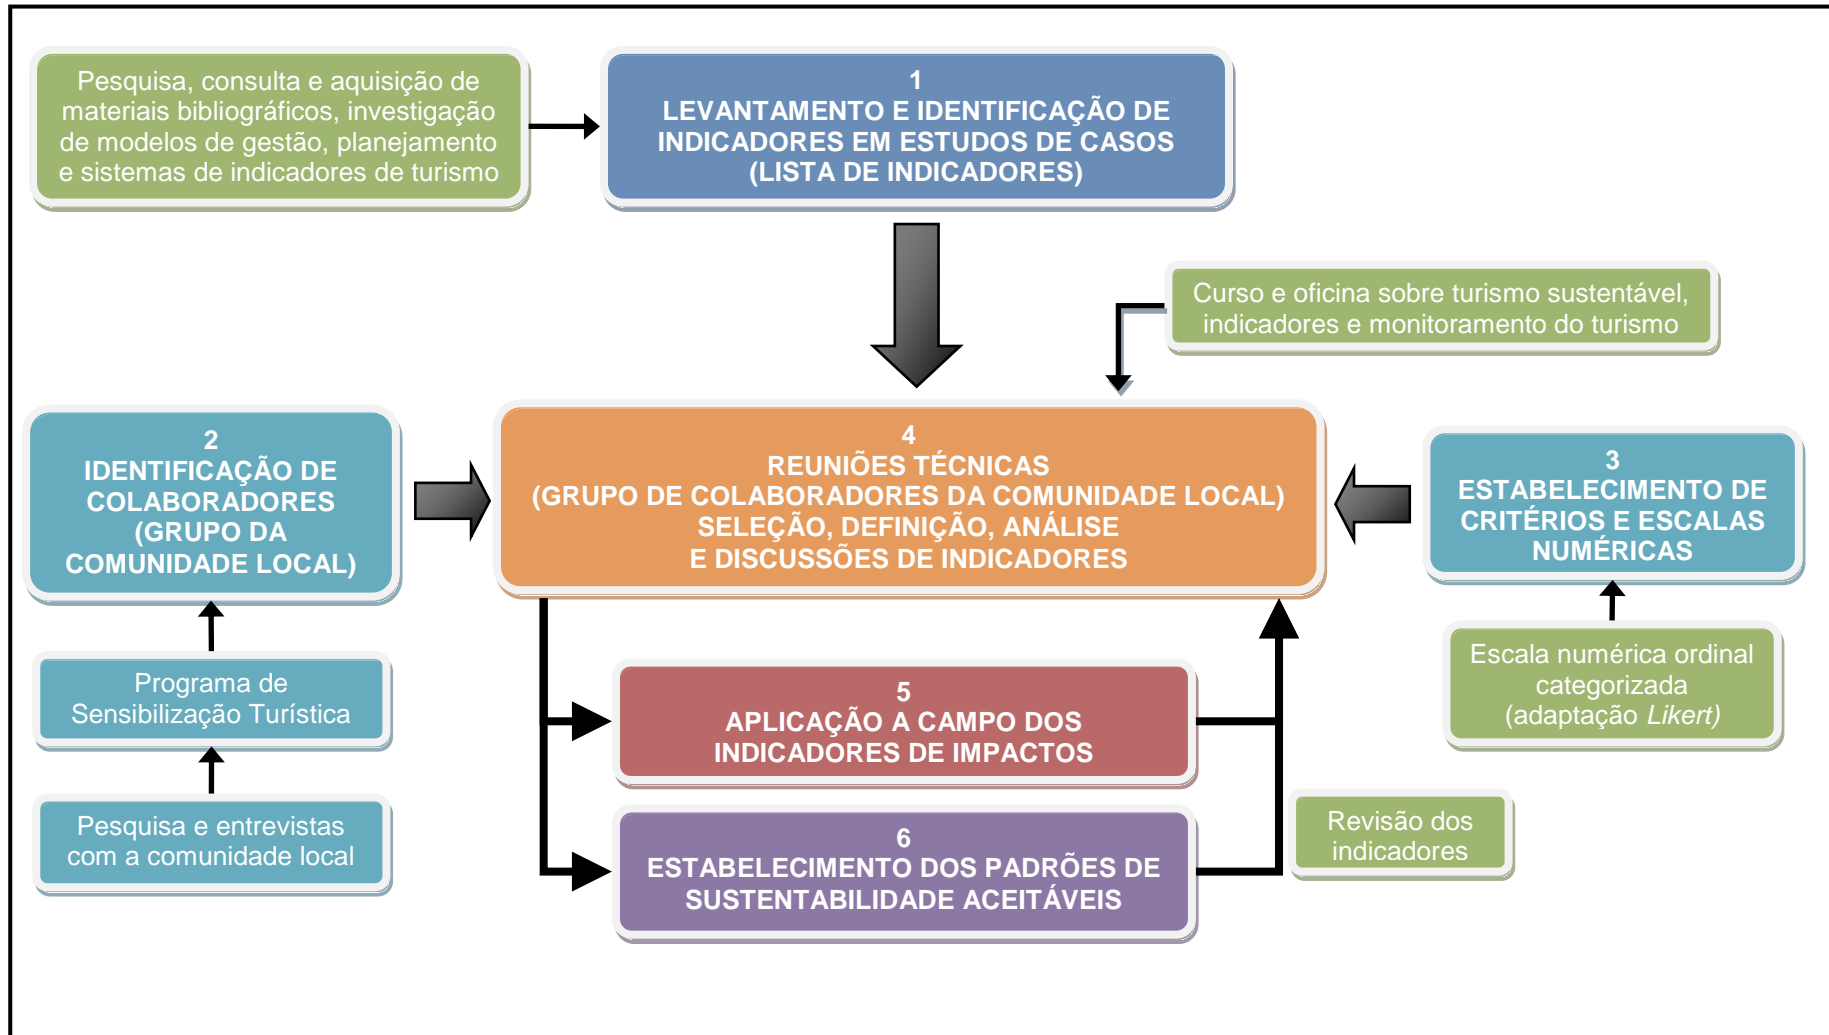 Pesquisa, consulta e aquisição de
materiais bibliográficos, investigação
de modelos de gestão, planejamento
e sistemas de indicadores de turismo
1
LEVANTAMENTO E IDENTIFICAÇÃO DE
INDICADORES EM ESTUDOS DE CASOS
(LISTA DE INDICADORES)
Curso e oficina sobre turismo sustentável,
indicadores e monitoramento do turismo
2
IDENTIFICAÇÃO DE
COLABORADORES
(GRUPO DA
COMUNIDADE LOCAL)
4
REUNIÕES TÉCNICAS
(GRUPO DE COLABORADORES DA COMUNIDADE LOCAL)
SELEÇÃO, DEFINIÇÃO, ANÁLISE
E DISCUSSÕES DE INDICADORES
3
ESTABELECIMENTO DE
CRITÉRIOS E ESCALAS
NUMÉRICAS
Programa de
Sensibilização Turística
5
APLICAÇÃO A CAMPO DOS
INDICADORES DE IMPACTOS
Escala numérica ordinal
categorizada
(adaptação Likert)
Pesquisa e entrevistas
com a comunidade local
6
ESTABELECIMENTO DOS PADRÕES DE
SUSTENTABILIDADE ACEITÁVEIS
Revisão dos
indicadores